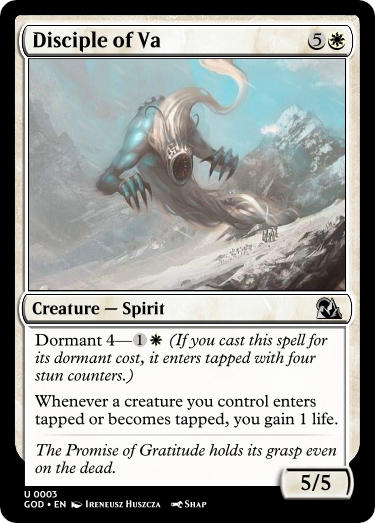 Disciple of Va 5
Creature — Spirit
Dormant 4—1 (If you cast this spell for
its dormant cost, it enters tapped with four
stun counters.)
Whenever a creature you control enters
tapped or becomes tapped, you gain 1 life.
The Promise of Gratitude holds its grasp even
on the dead.
5/5
U 0003
GOD • EN Ireneusz Huszcza Shap